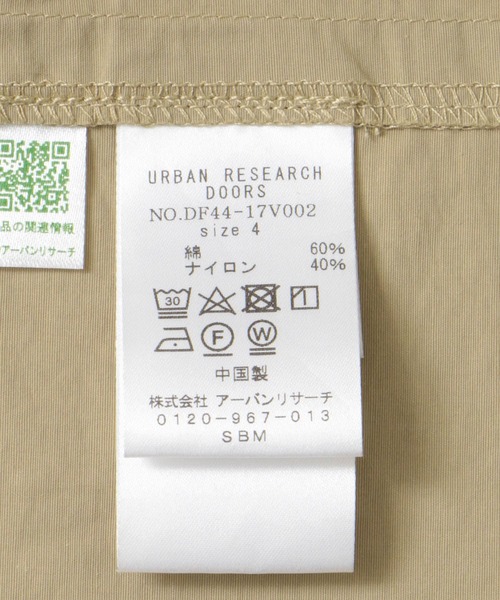 URBAN RESEARCH
DOORS
NO.DF44-17V002
size 4
綿 60%
ナイロン 40%
30
F
W
中国製
株式会社 アーバンリサーチ
0120-967-013
SBM
品の関連情報
アーバンリサーチ